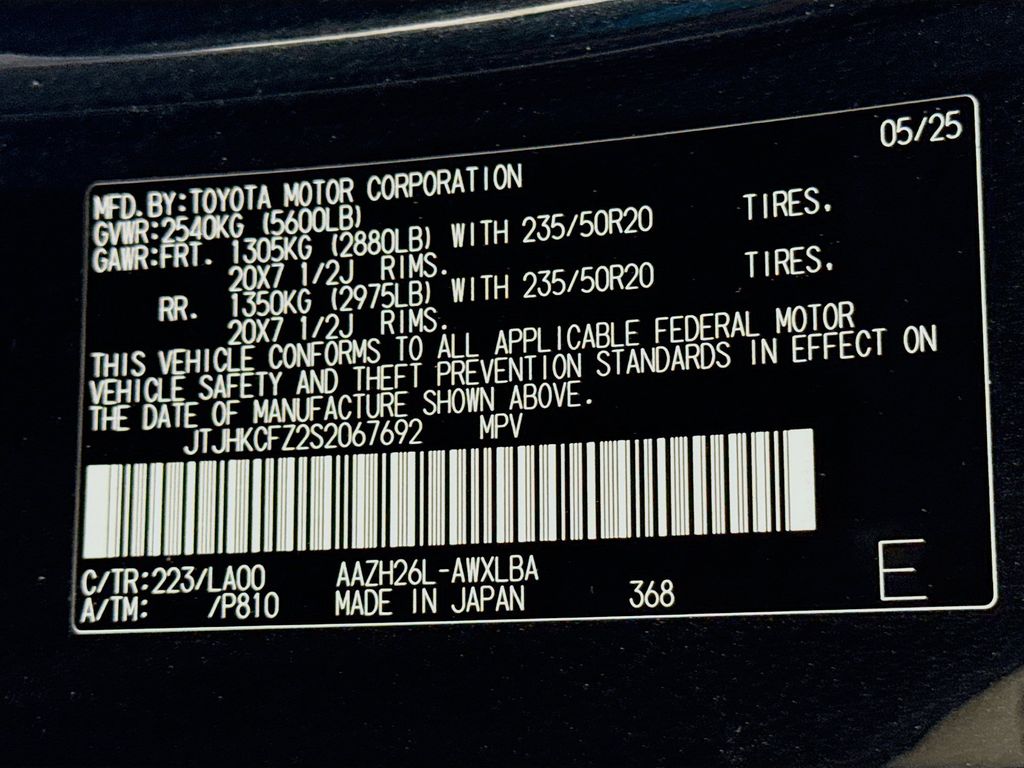 05/25
MFD.BY:TOYOTA MOTOR CORPORATION
GVWR:2540KG (5600LB)
GAWR:FRT. 1305KG (2880LB) WITH 235/50R20 TIRES.
20X7 1/2J RIMS.
RR. 1350KG (2975LB) WITH 235/50R20 TIRES.
20X7 1/2J RIMS.
THIS VEHICLE CONFORMS TO ALL APPLICABLE FEDERAL MOTOR
VEHICLE SAFETY AND THEFT PREVENTION STANDARDS IN EFFECT ON
THE DATE OF MANUFACTURE SHOWN ABOVE.
JTJHKCFZ2S2067692 MPV
C/TR:223/LA00 AAZH26L-AWXLBA
A/TM: /P810 MADE IN JAPAN 368 E